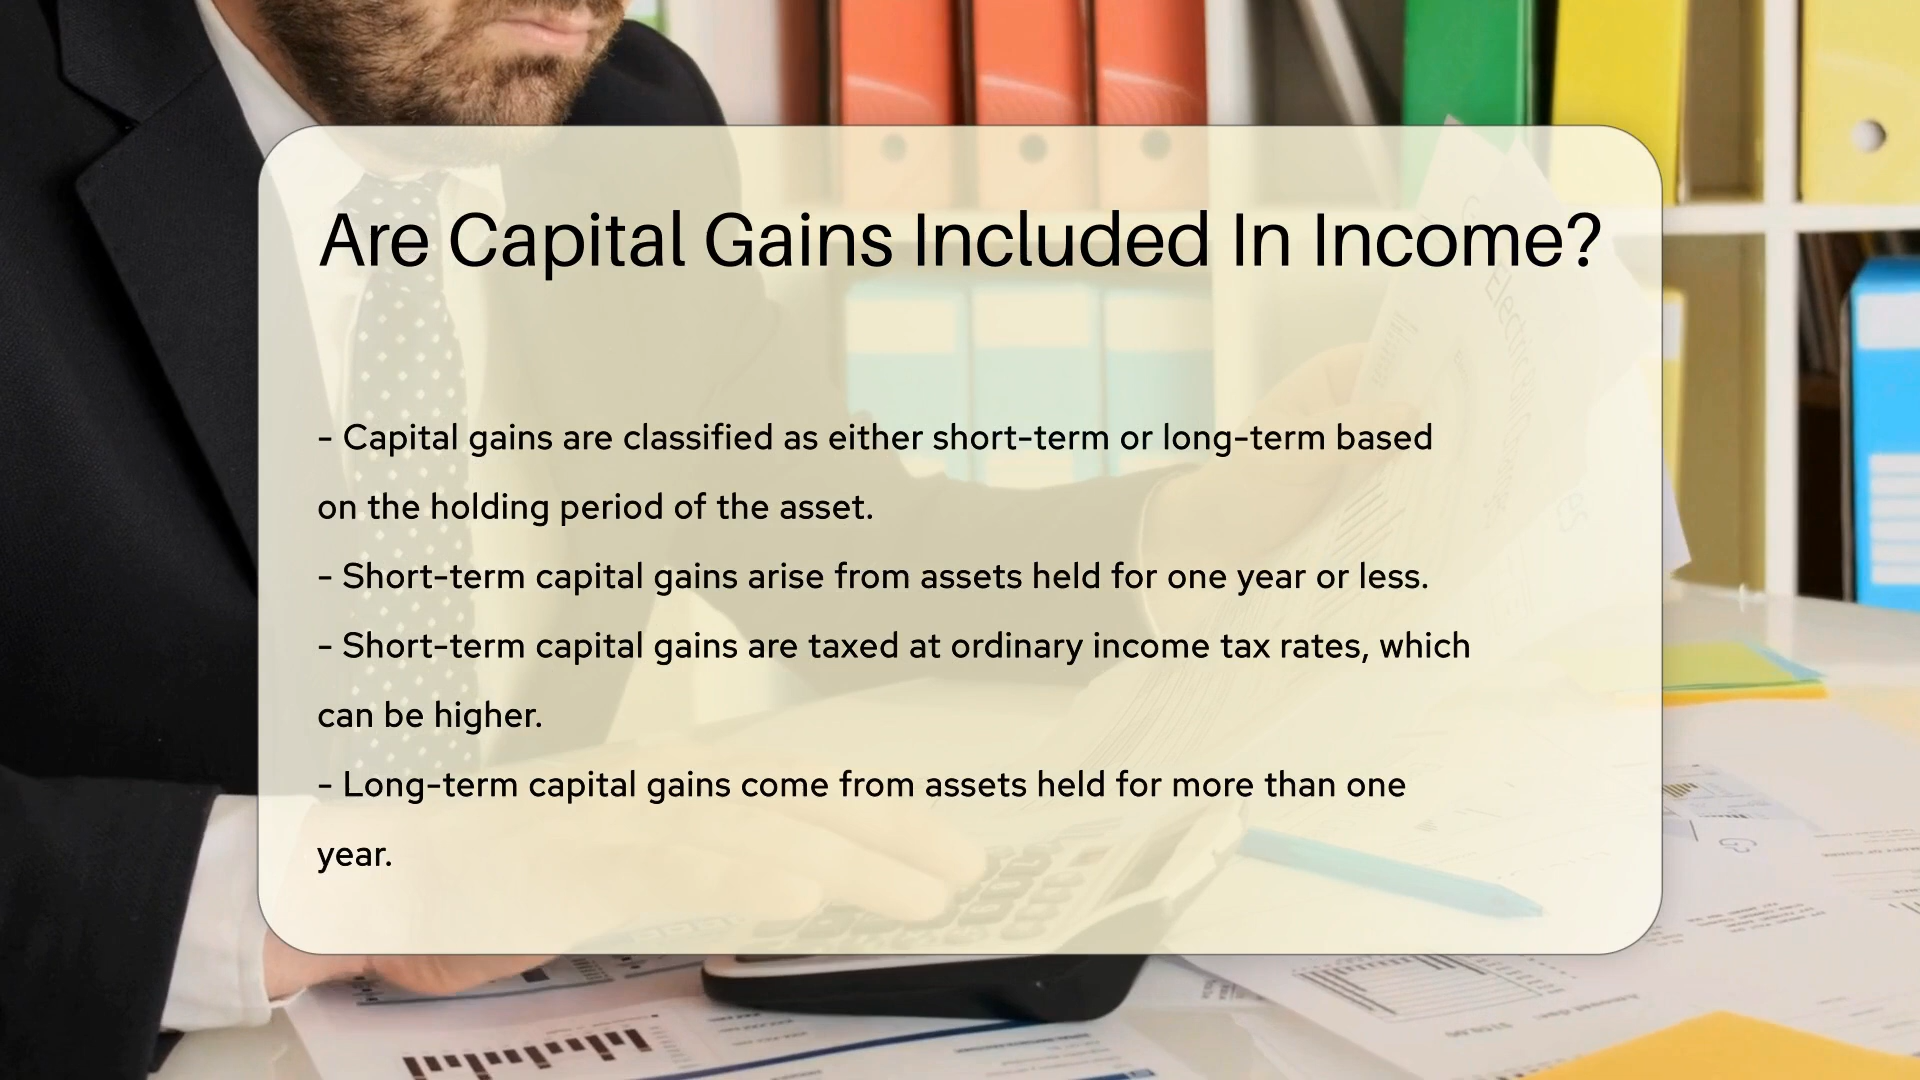 Are Capital Gains Included In Income?
- Capital gains are classified as either short-term or long-term based
on the holding period of the asset.
- Short-term capital gains arise from assets held for one year or less.
- Short-term capital gains are taxed at ordinary income tax rates, which
can be higher.
- Long-term capital gains come from assets held for more than one
year.